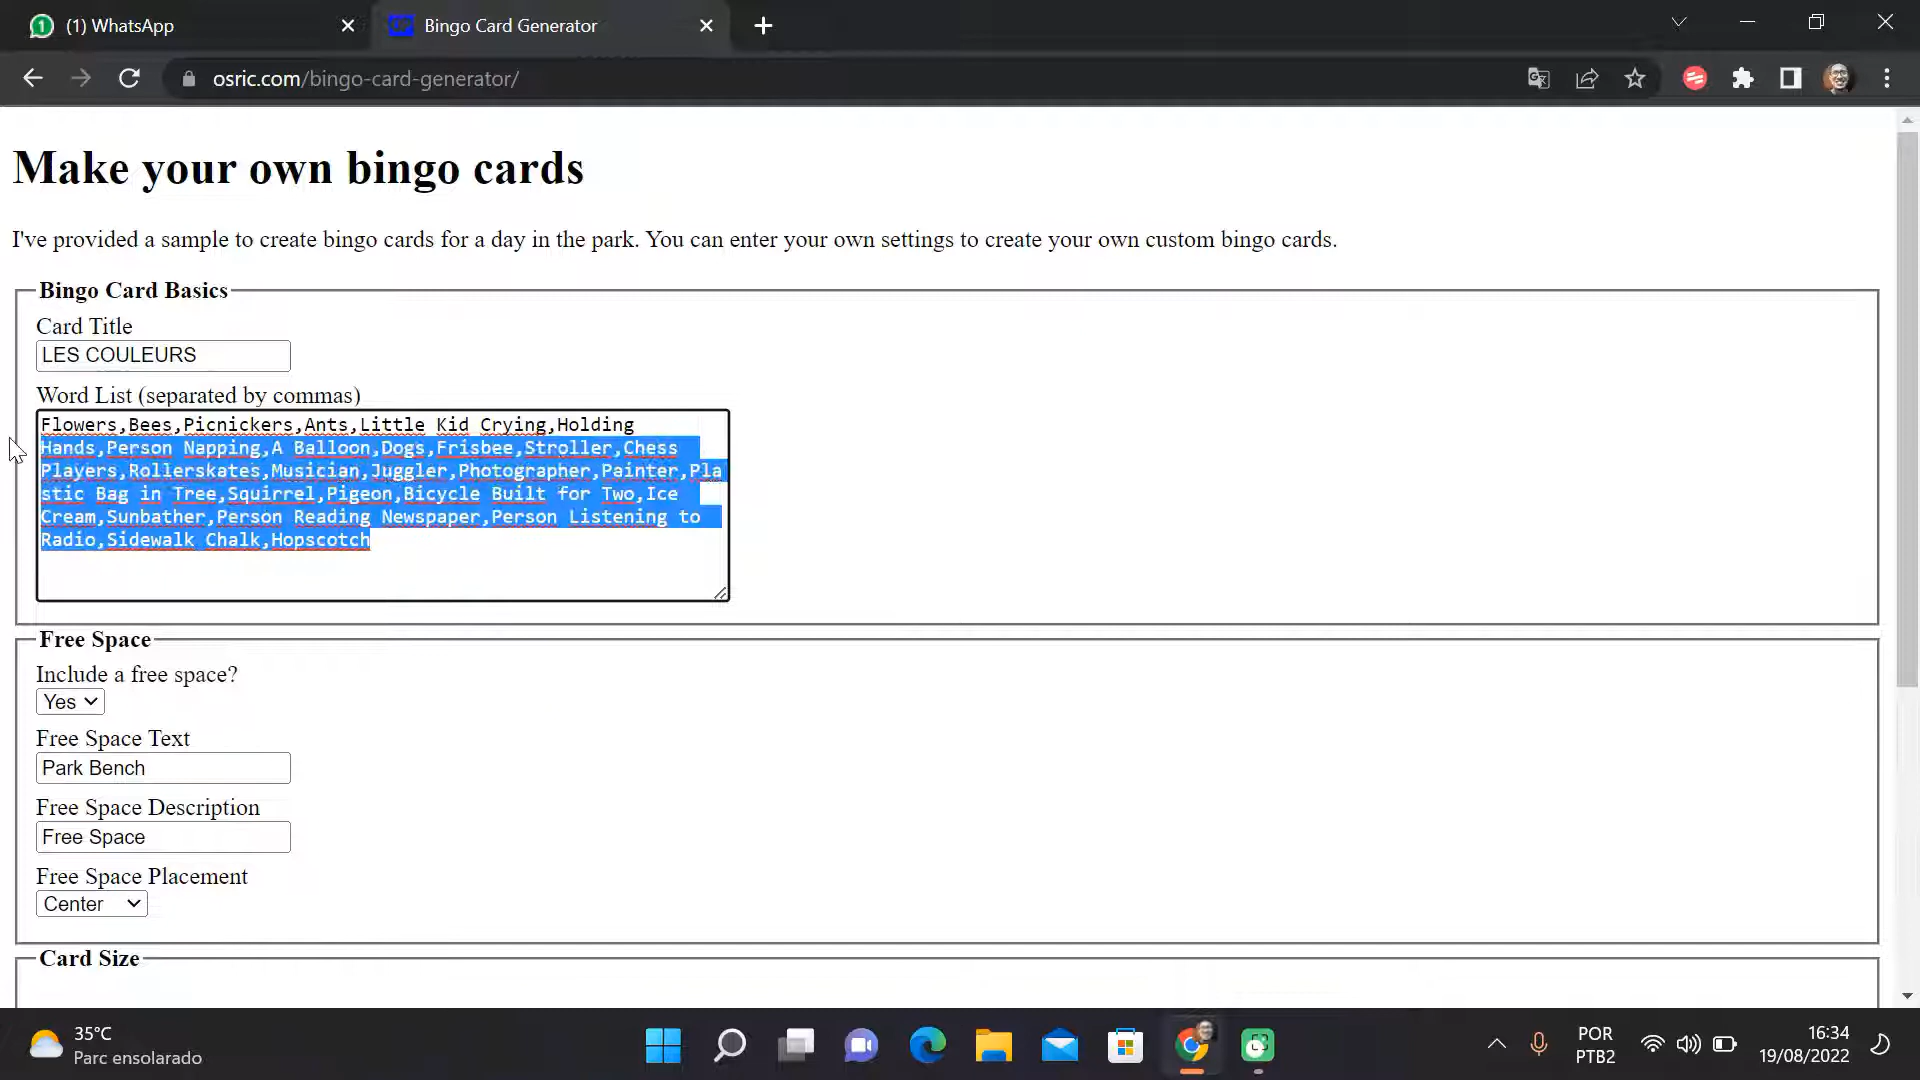 (1) WhatsApp
Bingo Card Generator
osric.com/bingo-card-generator/
Make your own bingo cards
I've provided a sample to create bingo cards for a day in the park. You can enter your own settings to create your own custom bingo cards.
Bingo Card Basics
Card Title
LES COULEURS
Word List (separated by commas)
Flowers,Bees,Picnickers,Ants,Little Kid Crying,Holding
Hands,Person Napping,A Balloon,Dogs,Frisbee,Stroller,Chess
Players,Rollerskates,Musician,Juggler,Photographer,Painter,Pla
stic Bag in Tree,Squirrel,Pigeon,Bicycle Built for Two,Ice
Cream,Sunbather,Person Reading Newspaper,Person Listening to
Radio,Sidewalk Chalk,Hopscotch
Free Space
Include a free space?
Yes
Free Space Text
Park Bench
Free Space Description
Free Space
Free Space Placement
Center
Card Size
35°C
Parc ensolarado
POR
PTB2
16:34
19/08/2022